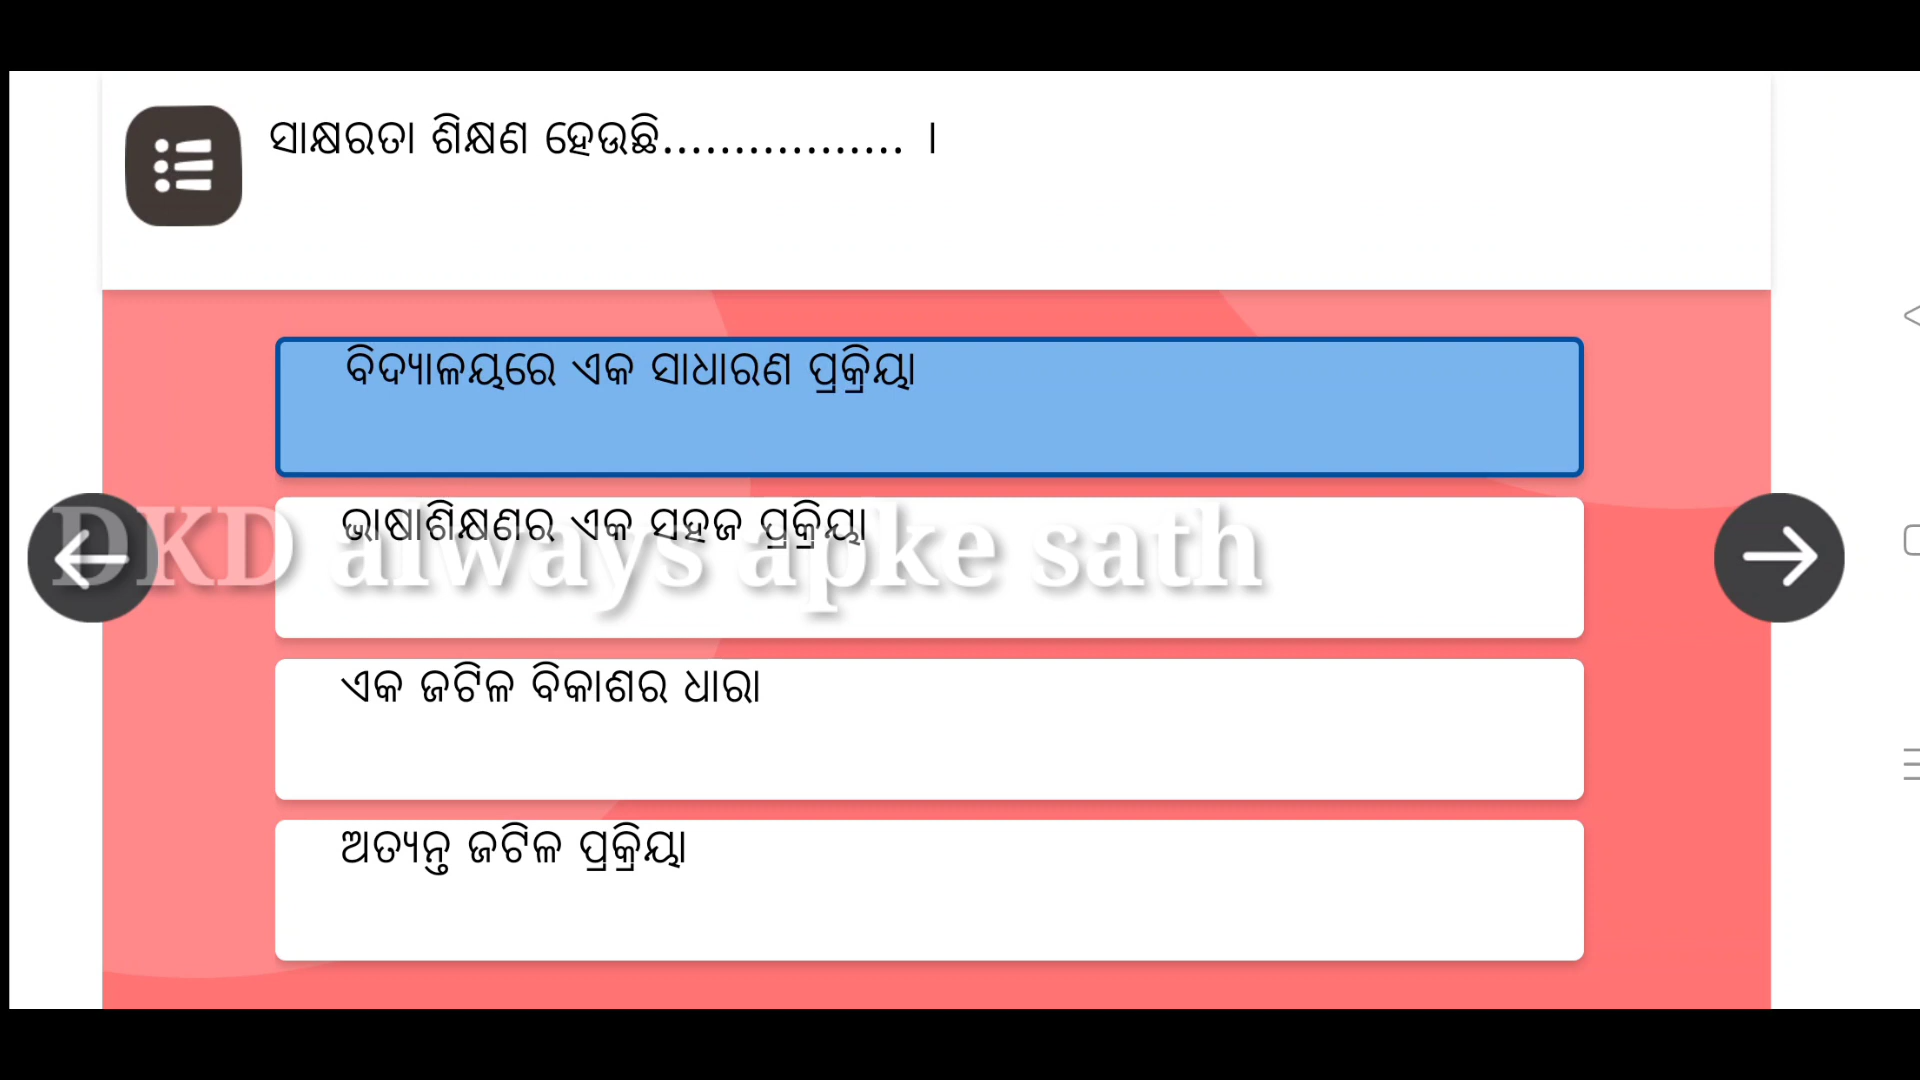 ସାକ୍ଷରତା ଶିକ୍ଷଣ ହେଉଛି................. ।
ବିଦ୍ୟାଳୟରେ ଏକ ସାଧାରଣ ପ୍ରକ୍ରିୟା
ଭାଷାଶିକ୍ଷଣର ଏକ ସହଜ ପ୍ରକ୍ରିୟା
DKD always apke sath
ଏକ ଜଟିଳ ବିକାଶର ଧାରା
ଅତ୍ୟନ୍ତ ଜଟିଳ ପ୍ରକ୍ରିୟା